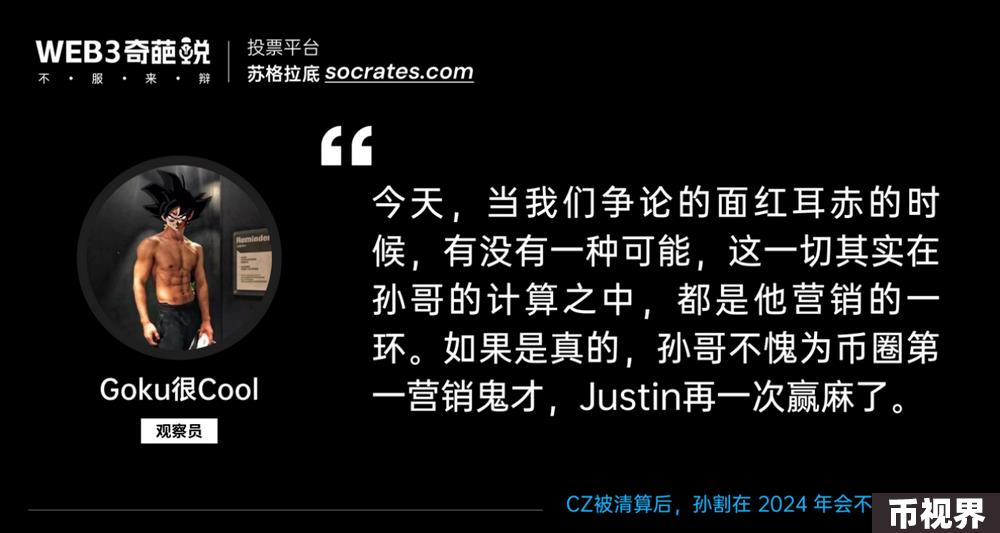 WEB3奇葩说
不·服·来·辩
投票平台
苏格拉底 socrates.com
今天，当我们争论的面红耳赤的时
候，有没有一种可能，这一切其实在
孙哥的计算之中，都是他营销的一
环。如果是真的，孙哥不愧为币圈第
一营销鬼才，Justin再一次赢麻了。
Reminder
Goku很Cool
观察员
CZ被清算后，孙割在 2024 年会不
币视界